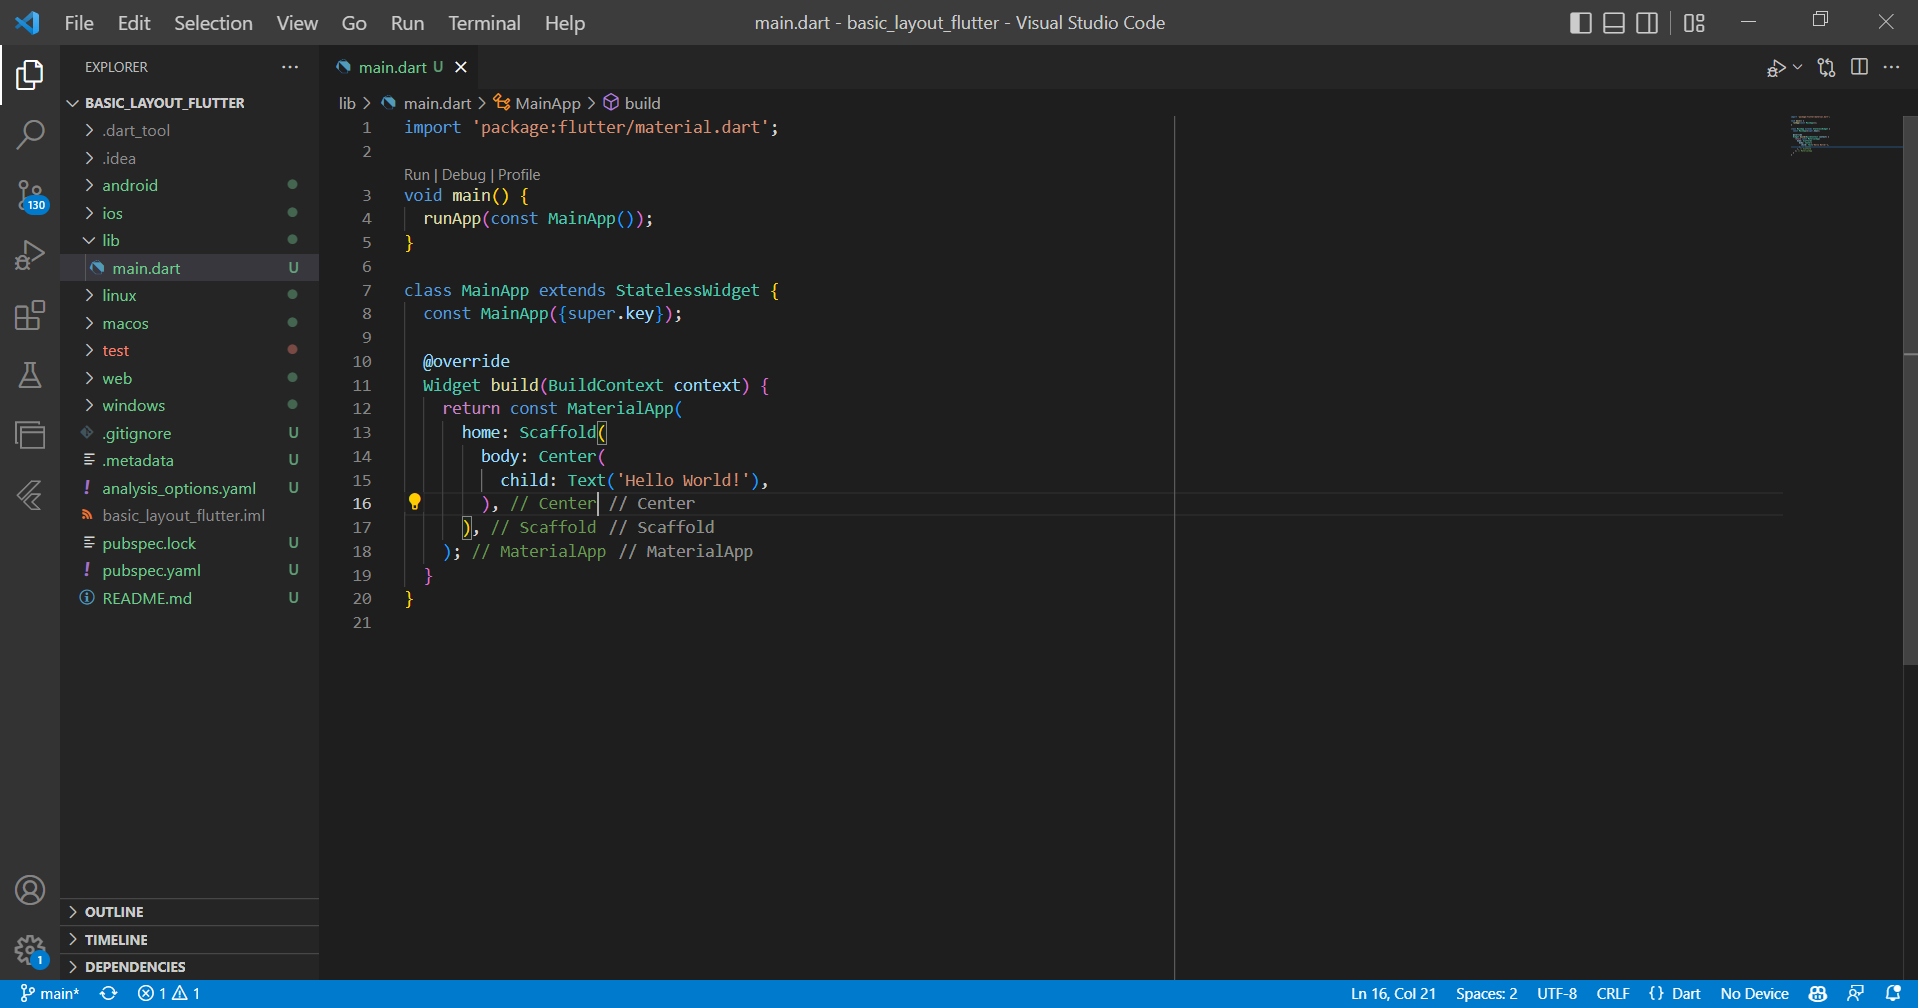 File Edit Selection View Go Run Terminal Help
main.dart - basic_layout_flutter - Visual Studio Code
EXPLORER
BASIC_LAYOUT_FLUTTER
.dart_tool
.idea
android
ios
lib
main.dart U
linux
macos
test
web
windows
.gitignore U
.metadata U
analysis_options.yaml U
basic_layout_flutter.iml
pubspec.lock U
pubspec.yaml U
README.md U
OUTLINE
TIMELINE
DEPENDENCIES
130
1
main.dart U
lib > main.dart > MainApp > build
1 import 'package:flutter/material.dart';
2
Run | Debug | Profile
3 void main() {
4 runApp(const MainApp());
5 }
6
7 class MainApp extends StatelessWidget {
8 const MainApp({super.key});
9
10 @override
11 Widget build(BuildContext context) {
12 return const MaterialApp(
13 home: Scaffold(
14 body: Center(
15 child: Text('Hello World!'),
16 ), // Center // Center
17 ), // Scaffold // Scaffold
18 ); // MaterialApp // MaterialApp
19 }
20 }
21
main* 1 1
Ln 16, Col 21 Spaces: 2 UTF-8 CRLF {} Dart No Device